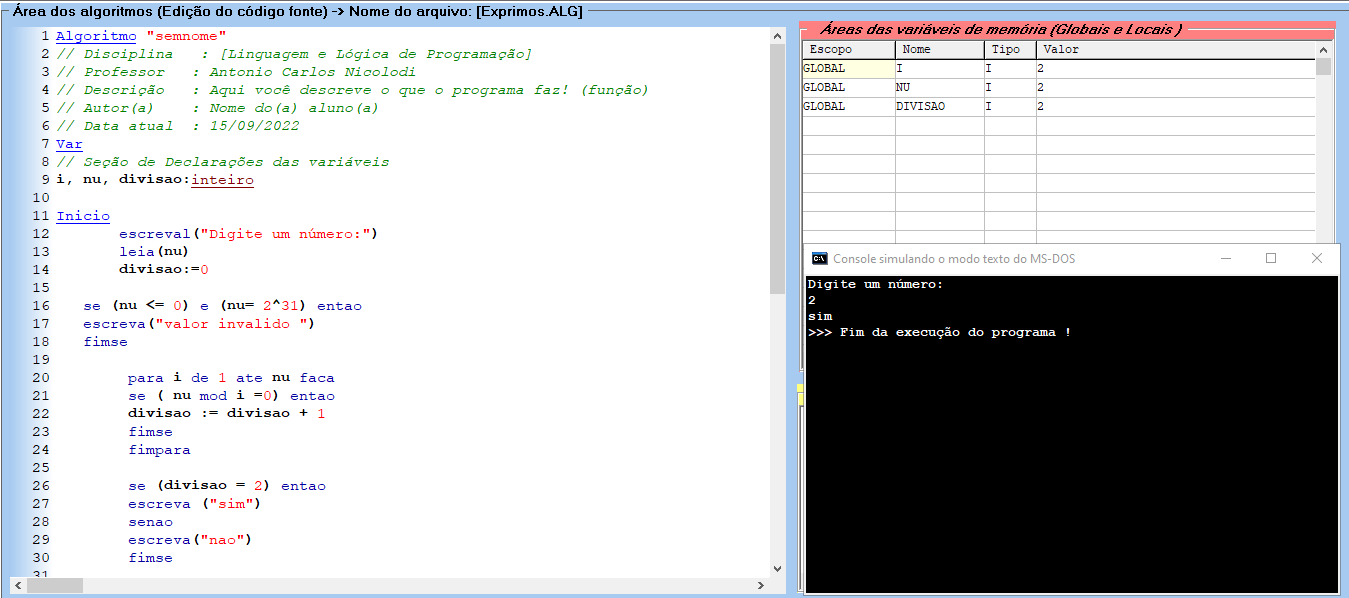 Área dos algoritmos (Edição do código fonte) -> Nome do arquivo: [Exprimos.ALG]
1 Algoritmo "semnome"
2 // Disciplina   : [Linguagem e Lógica de Programação]
3 // Professor   : Antonio Carlos Nicolodi
4 // Descrição   : Aqui você descreve o que o programa faz! (função)
5 // Autor(a)    : Nome do(a) aluno(a)
6 // Data atual  : 15/09/2022
7 Var
8 // Seção de Declarações das variáveis
9 i, nu, divisao:inteiro
10
11 Inicio
12 escreval("Digite um número:")
13 leia(nu)
14 divisao:=0
15
16 se (nu <= 0) e (nu= 2^31) entao
17 escreva("valor invalido ")
18 fimse
19
20 para i de 1 ate nu faca
21 se ( nu mod i =0) entao
22 divisao := divisao + 1
23 fimse
24 fimpara
25
26 se (divisao = 2) entao
27 escreva ("sim")
28 senao
29 escreva("nao")
30 fimse
31
Áreas das variáveis de memória (Globais e Locais )
Escopo Nome Tipo Valor
GLOBAL I I 2
GLOBAL NU I 2
GLOBAL DIVISAO I 2
Console simulando o modo texto do MS-DOS
Digite um número:
2
sim
>>> Fim da execução do programa !